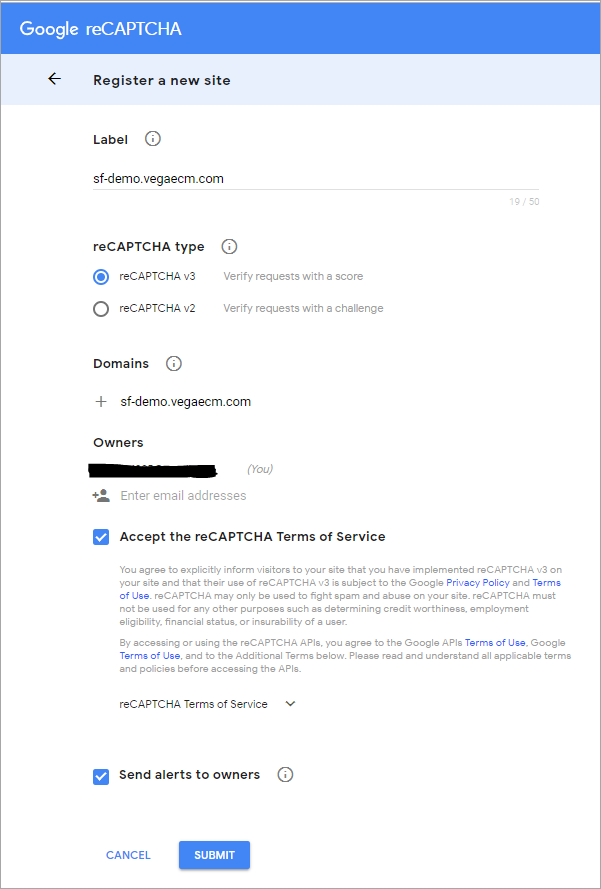 Google reCAPTCHA
Register a new site
Label
sf-demo.vegaecm.com
19 / 50
reCAPTCHA type
reCAPTCHA v3 Verify requests with a score
reCAPTCHA v2 Verify requests with a challenge
Domains
sf-demo.vegaecm.com
Owners
(You)
Enter email addresses
Accept the reCAPTCHA Terms of Service
You agree to explicitly inform visitors to your site that you have implemented reCAPTCHA v3 on
your site and that their use of reCAPTCHA v3 is subject to the Google Privacy Policy and Terms
of Use. reCAPTCHA may only be used to fight spam and abuse on your site. reCAPTCHA must
not be used for any other purposes such as determining credit worthiness, employment
eligibility, financial status, or insurability of a user.
By accessing or using the reCAPTCHA APIs, you agree to the Google APIs Terms of Use, Google
Terms of Use, and to the Additional Terms below. Please read and understand all applicable terms
and policies before accessing the APIs.
reCAPTCHA Terms of Service
Send alerts to owners
CANCEL SUBMIT